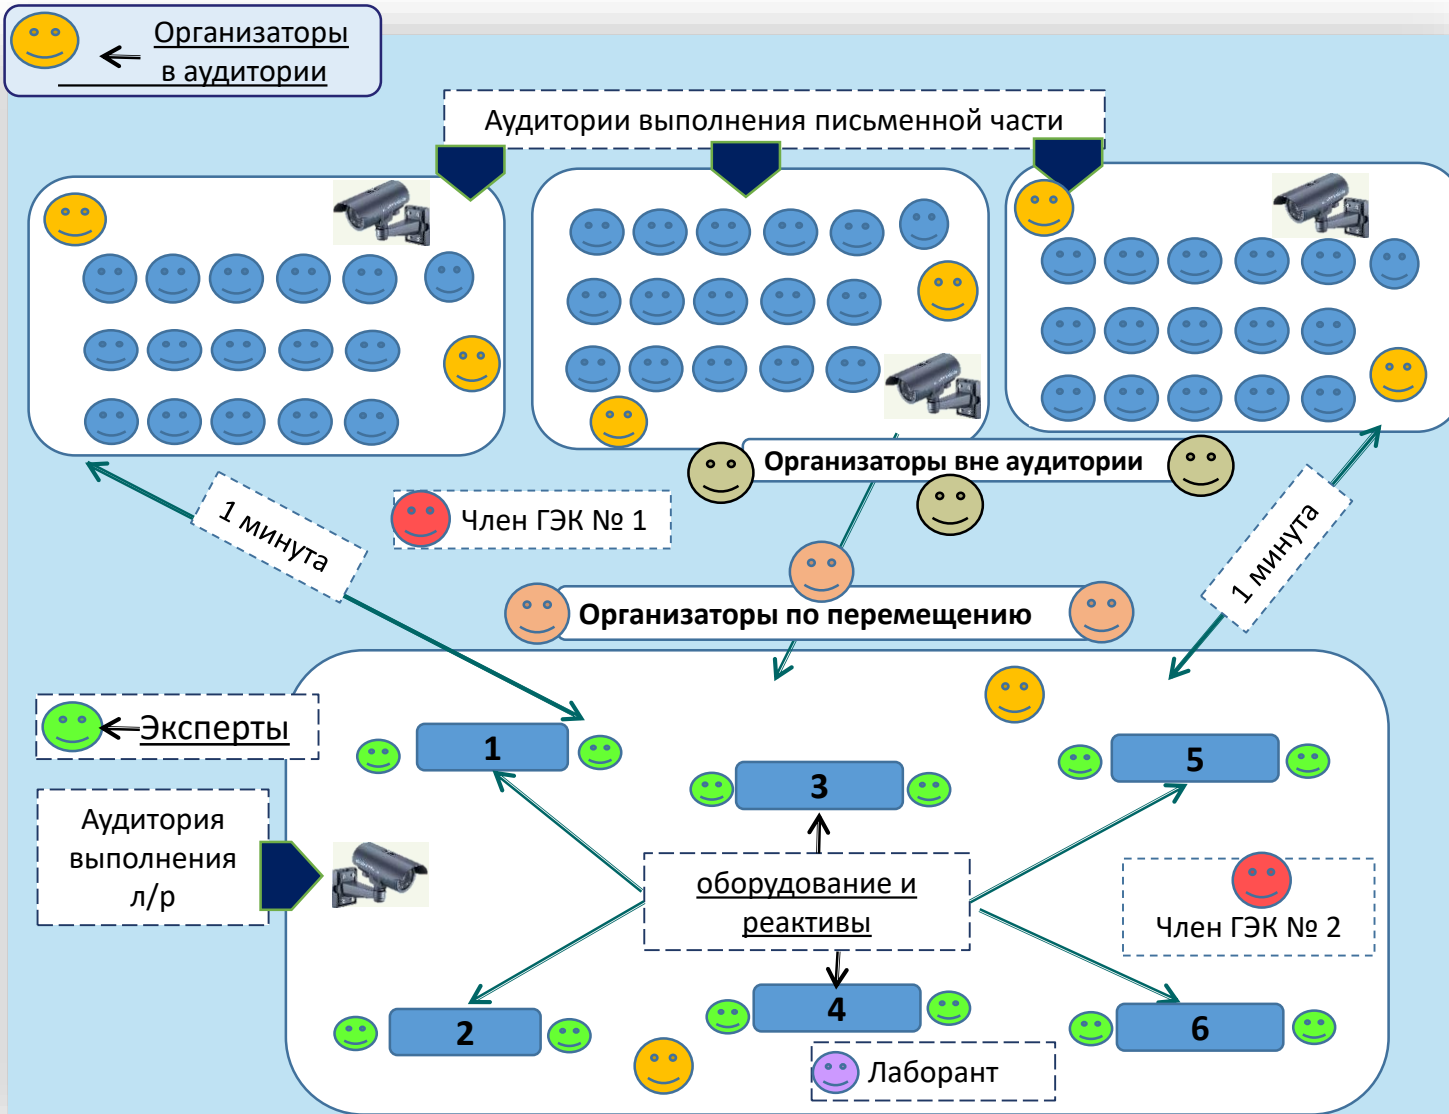 Организаторы
в аудитории
Аудитории выполнения письменной части
Организаторы вне аудитории
1 минута
Член ГЭК № 1
1 минута
Организаторы по перемещению
Эксперты
1
3
5
Аудитория
выполнения
л/р
оборудование и
реактивы
Член ГЭК № 2
2
4
6
Лаборант